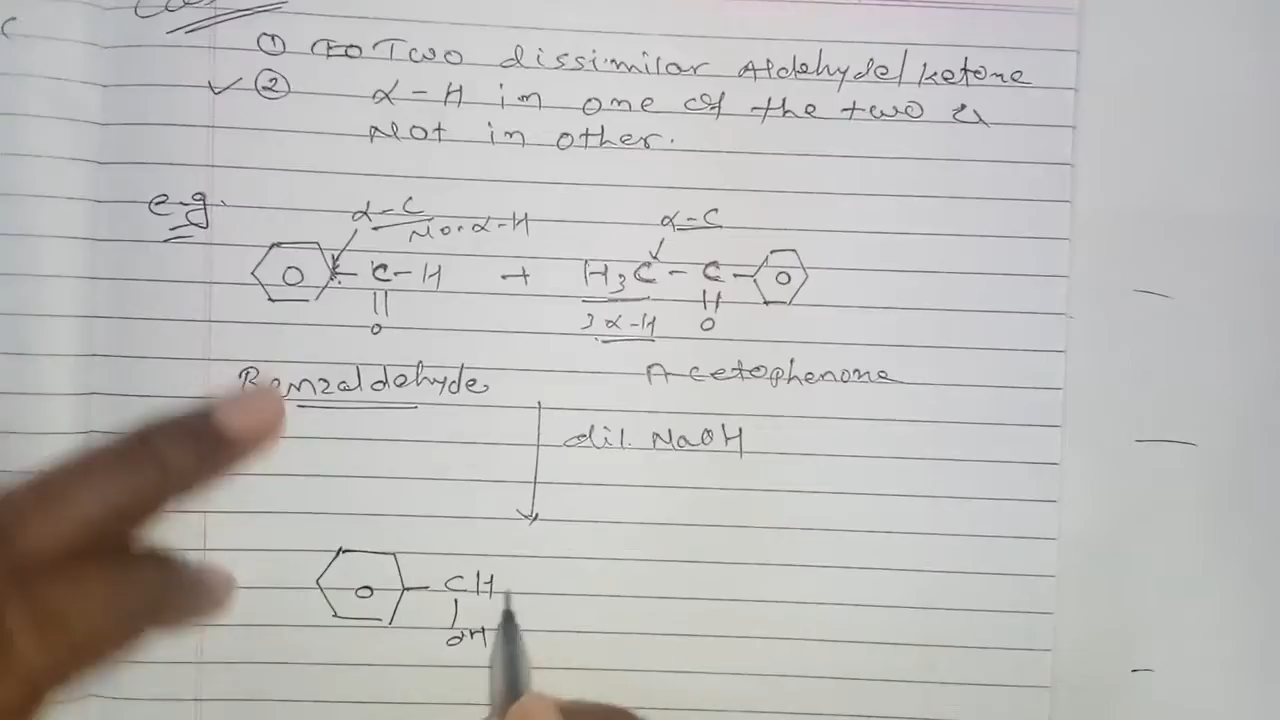 ① Two dissimilar Aldehyde/ketone
✓ ② α-H in one of the two &
Not in other.
e.g.
α-C No. α-H α-C
C-H + H₃C-C-
O 3 α-H O
Benzaldehyde Acetophenone
dil. NaOH
CH
OH